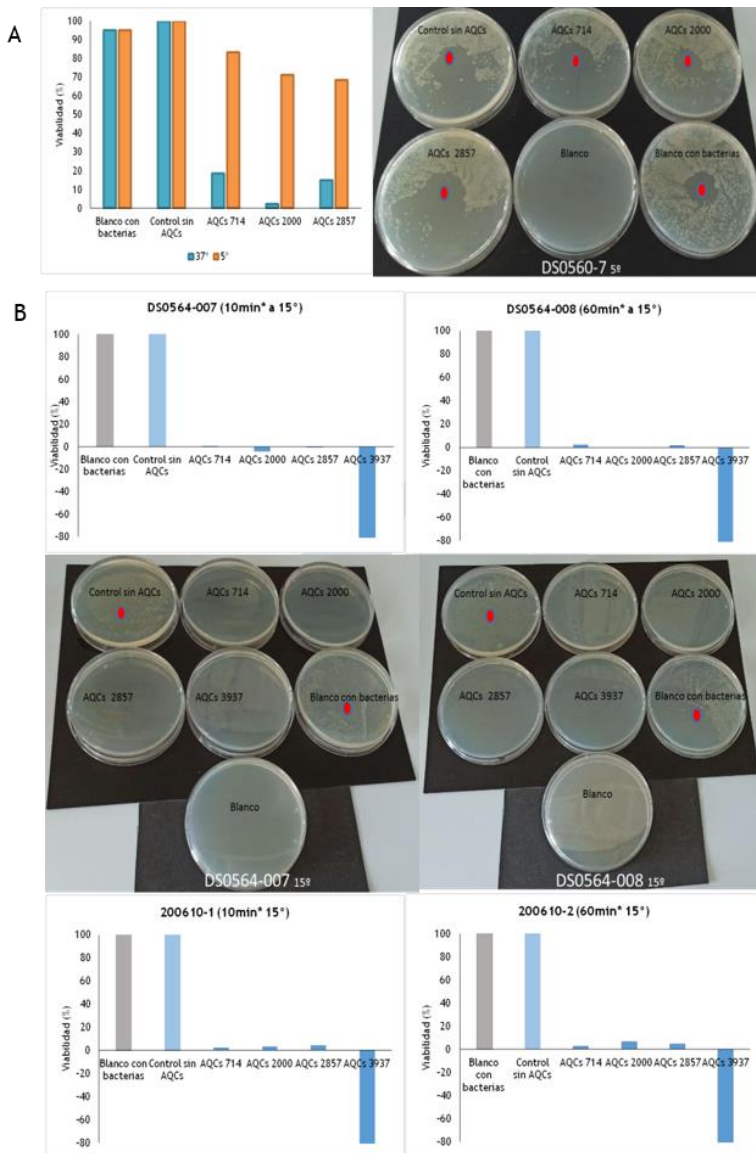 A
Viabilidad (%)
100
90
80
70
60
50
40
30
20
10
0
Blanco con bacterias
Control sin AQCs
AQCs 714
AQCs 2000
AQCs 2857
37° 5°
Control sin AQCs
AQCs 714
AQCs 2000
AQCs 2857
Blanco
Blanco con bacterias
DS0560-7 5º
B
DS0564-007 (10min* a 15°)
Viabilidad (%)
100
80
60
40
20
0
-20
-40
-60
-80
Blanco con bacterias
Control sin AQCs
AQCs 714
AQCs 2000
AQCs 2857
AQCs 3937
DS0564-008 (60min* a 15°)
Viabilidad (%)
100
80
60
40
20
0
-20
-40
-60
-80
Blanco con bacterias
Control sin AQCs
AQCs 714
AQCs 2000
AQCs 2857
AQCs 3937
Control sin AQCs
AQCs 714
AQCs 2000
AQCs 2857
AQCs 3937
Blanco con bacterias
Blanco
DS0564-007 15º
Control sin AQCs
AQCs 714
AQCs 2000
AQCs 2857
AQCs 3937
Blanco con bacterias
Blanco
DS0564-008 15º
200610-1 (10min* 15°)
Viabilidad (%)
100
80
60
40
20
0
-20
-40
-60
-80
Blanco con bacterias
Control sin AQCs
AQCs 714
AQCs 2000
AQCs 2857
AQCs 3937
200610-2 (60min* 15°)
Viabilidad (%)
100
80
60
40
20
0
-20
-40
-60
-80
Blanco con bacterias
Control sin AQCs
AQCs 714
AQCs 2000
AQCs 2857
AQCs 3937